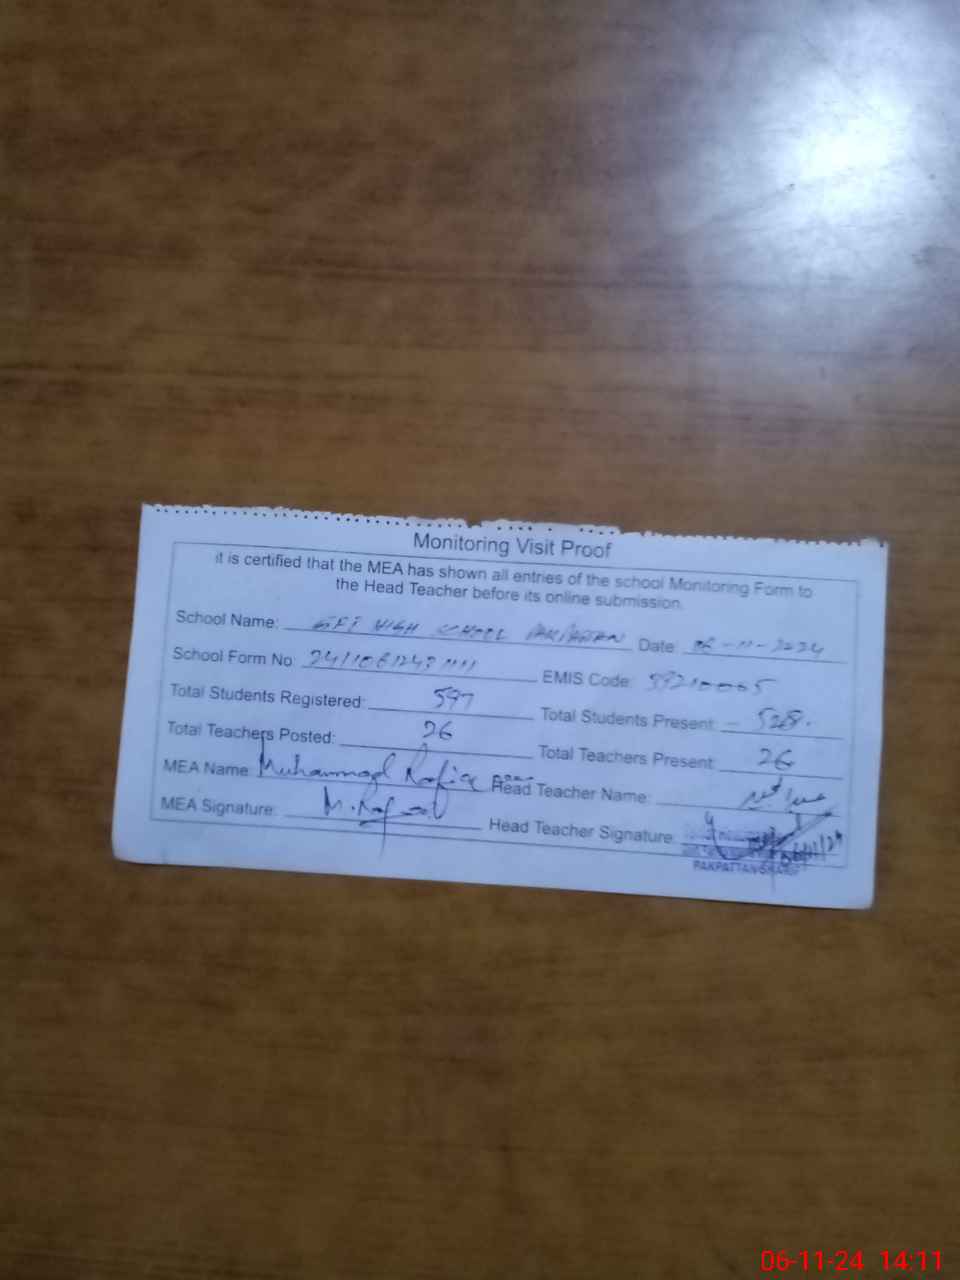 Monitoring Visit Proof
it is certified that the MEA has shown all entries of the school Monitoring Form to
the Head Teacher before its online submission.
School Name: HIGH SCHOOL Date: 06-11-2024
School Form No: EMIS Code: 39210005
Total Students Registered: 597 Total Students Present: 528.
Total Teachers Posted: 26 Total Teachers Present: 26
MEA Name: Muhammad Rafiq Head Teacher Name:
MEA Signature: Head Teacher Signature:
PAKPATTAN SHARIF
06-11-24 14:11